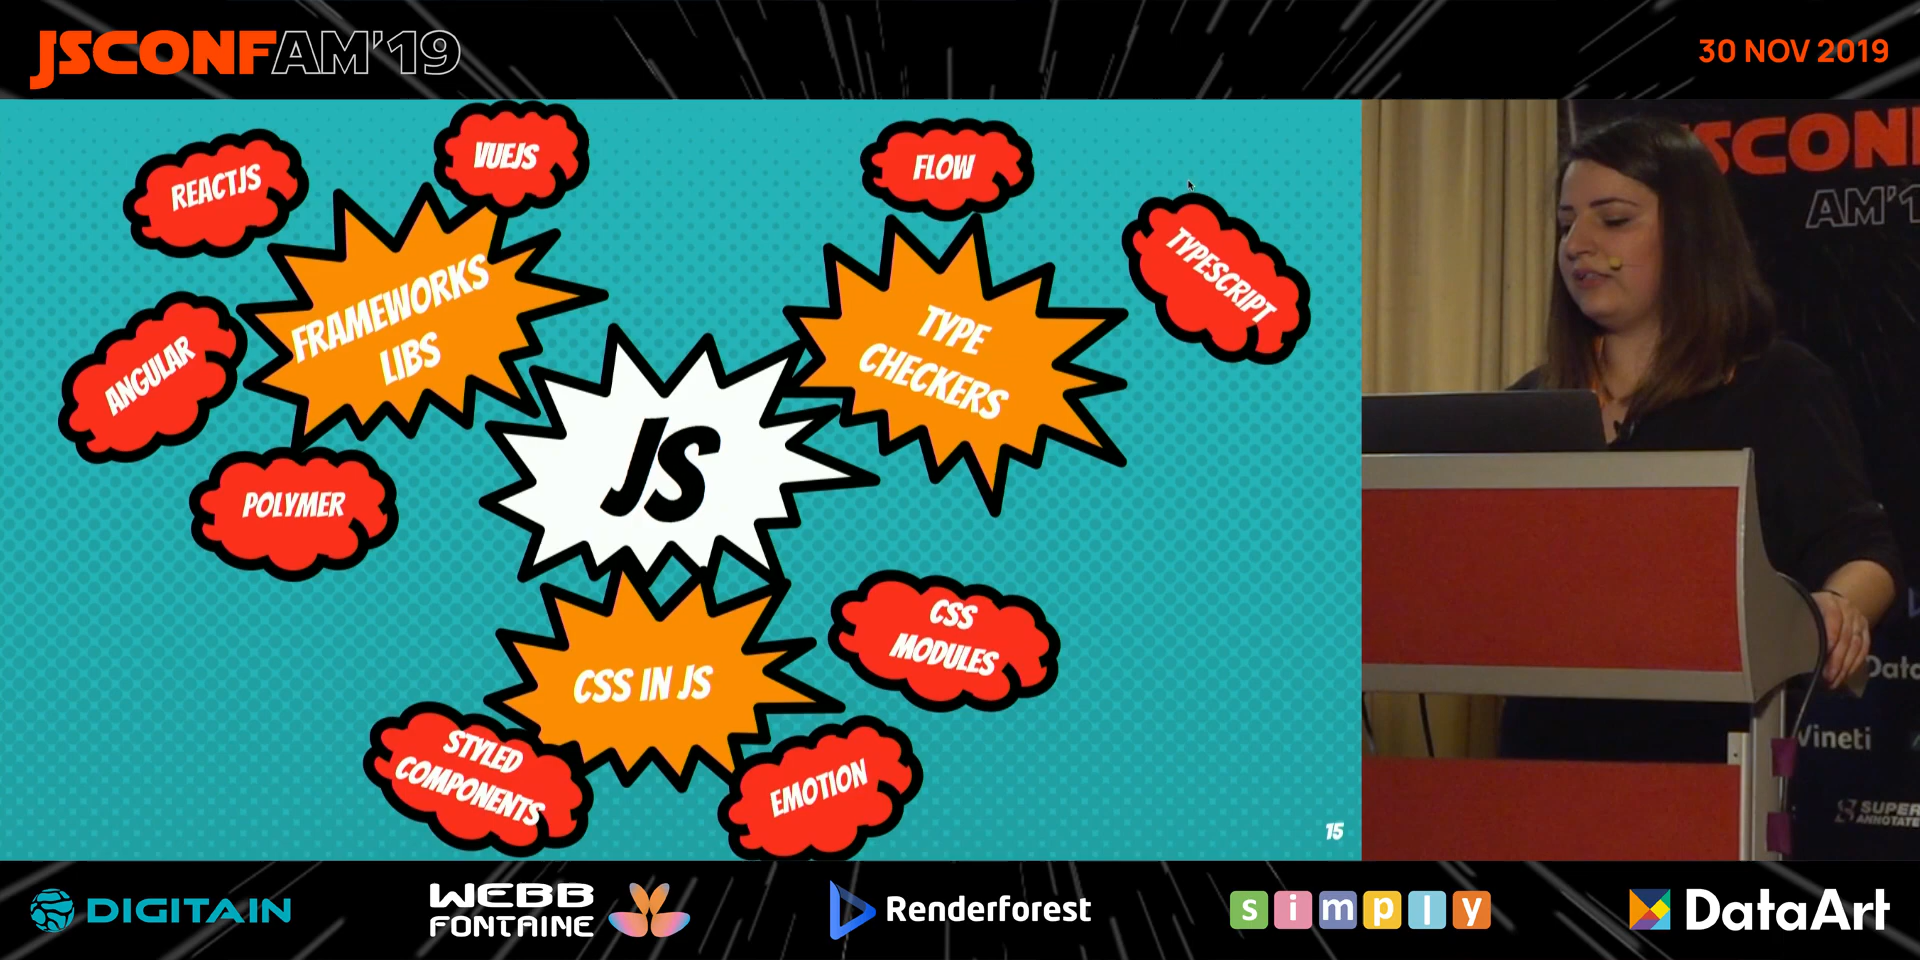 JSCONFAM'19
30 NOV 2019
REACTJS
VUEJS
FRAMEWORKS
LIBS
ANGULAR
POLYMER
FLOW
TYPESCRIPT
TYPE
CHECKERS
JS
CSS IN JS
CSS
MODULES
STYLED
COMPONENTS
EMOTION
15
JSCONF
AM'1
Data
Vineti
SUPER
ANNOTATE
DIGITAIN
WEBB
FONTAINE
Renderforest
simply
DataArt